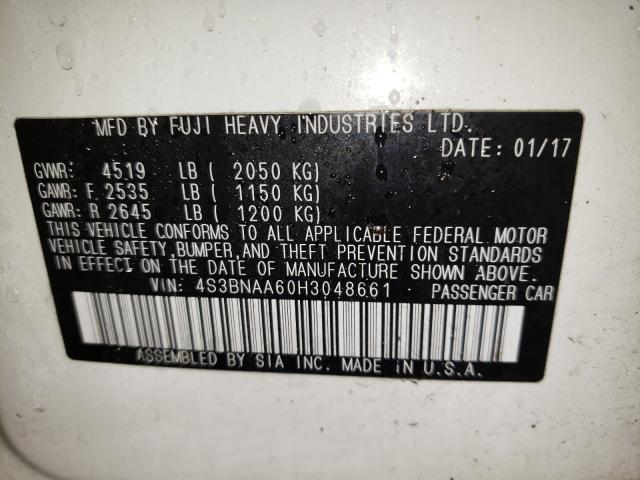 MFD BY FUJI HEAVY INDUSTRIES LTD.
DATE: 01/17
GVWR: 4519 LB ( 2050 KG)
GAWR: F 2535 LB ( 1150 KG)
GAWR: R 2645 LB ( 1200 KG)
THIS VEHICLE CONFORMS TO ALL APPLICABLE FEDERAL MOTOR
VEHICLE SAFETY, BUMPER, AND THEFT PREVENTION STANDARDS
IN EFFECT ON THE DATE OF MANUFACTURE SHOWN ABOVE.
VIN: 4S3BNAA60H3048661 PASSENGER CAR
ASSEMBLED BY SIA INC. MADE IN U.S.A.